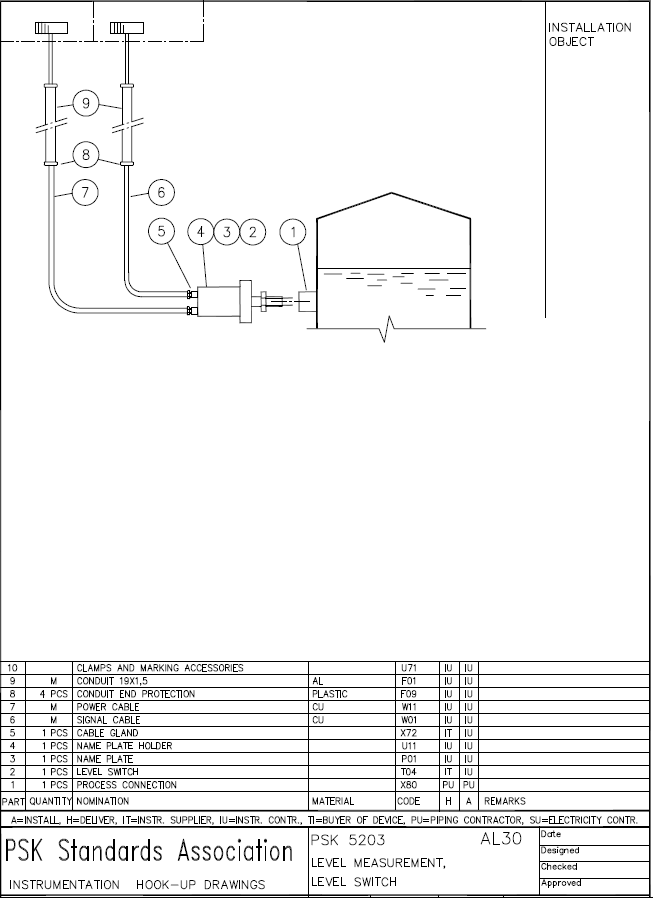 INSTALLATION
OBJECT
9
8
7
6
5
4
3
2
1
10 CLAMPS AND MARKING ACCESSORIES U71 IU IU
9 M CONDUIT 19X1,5 AL F01 IU IU
8 4 PCS CONDUIT END PROTECTION PLASTIC F09 IU IU
7 M POWER CABLE CU W11 IU IU
6 M SIGNAL CABLE CU W01 IU IU
5 1 PCS CABLE GLAND X72 IT IU
4 1 PCS NAME PLATE HOLDER U11 IU IU
3 1 PCS NAME PLATE P01 IU IU
2 1 PCS LEVEL SWITCH T04 IT IU
1 1 PCS PROCESS CONNECTION X80 PU PU
PART QUANTITY NOMINATION MATERIAL CODE H A REMARKS
A=INSTALL, H=DELIVER, IT=INSTR. SUPPLIER, IU=INSTR. CONTR., TI=BUYER OF DEVICE, PU=PIPING CONTRACTOR, SU=ELECTRICITY CONTR.
PSK Standards Association
INSTRUMENTATION HOOK-UP DRAWINGS
PSK 5203 AL30
LEVEL MEASUREMENT,
LEVEL SWITCH
Date
Designed
Checked
Approved